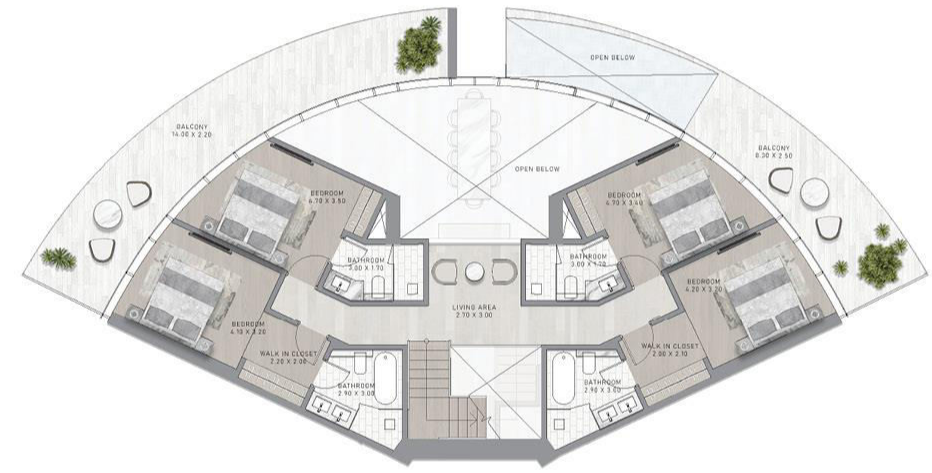 OPEN BELOW
BALCONY
14.00 X 2.20
BALCONY
8.30 X 2.50
OPEN BELOW
BEDROOM
4.70 X 3.50
BEDROOM
4.70 X 3.40
BATHROOM
3.00 X 1.70
BATHROOM
3.00 X 1.70
BEDROOM
4.20 X 3.20
LIVING AREA
2.70 X 3.00
BEDROOM
4.10 X 3.20
WALK IN CLOSET
2.20 X 2.00
WALK IN CLOSET
2.00 X 2.10
BATHROOM
2.90 X 3.00
BATHROOM
2.90 X